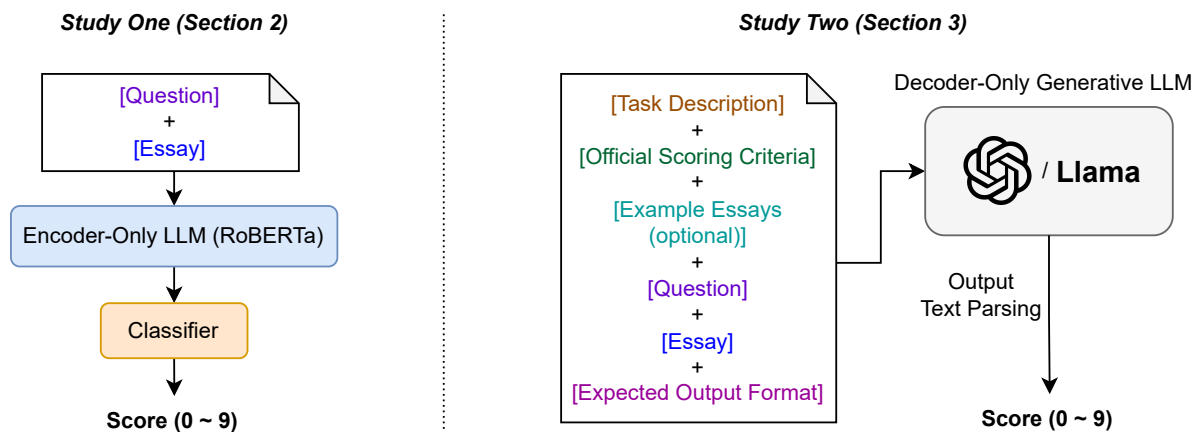 Study One (Section 2)
[Question]
+
[Essay]
Encoder-Only LLM (RoBERTa)
Classifier
Score (0 ~ 9)
Study Two (Section 3)
[Task Description]
+
[Official Scoring Criteria]
+
[Example Essays
(optional)]
+
[Question]
+
[Essay]
+
[Expected Output Format]
Decoder-Only Generative LLM
/ Llama
Output
Text Parsing
Score (0 ~ 9)